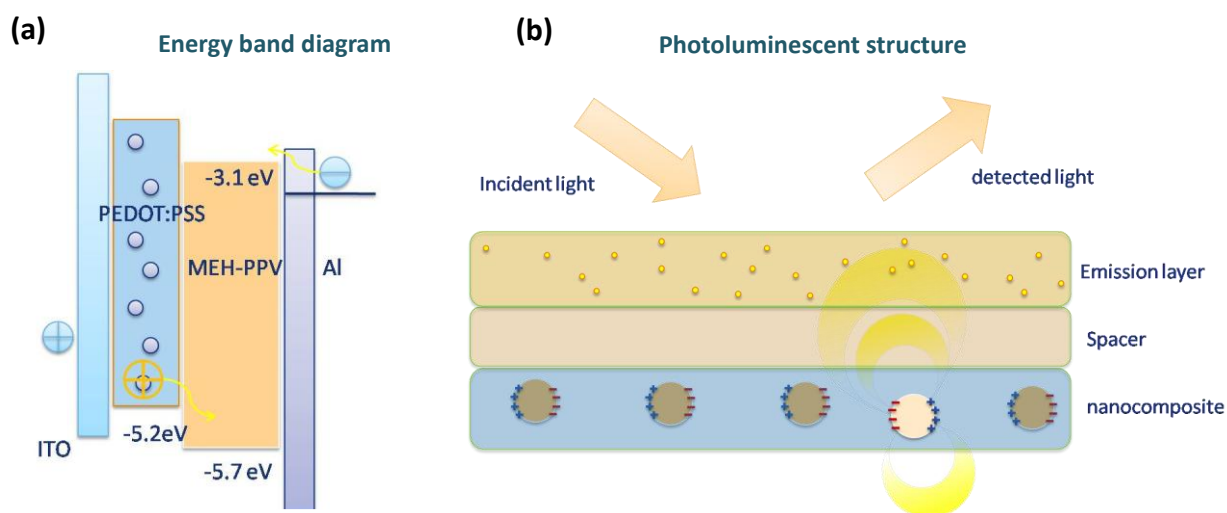 (a)
Energy band diagram
-3.1 eV
PEDOT:PSS
MEH-PPV
Al
ITO
-5.2eV
-5.7 eV
(b)
Photoluminescent structure
Incident light
detected light
Emission layer
Spacer
nanocomposite